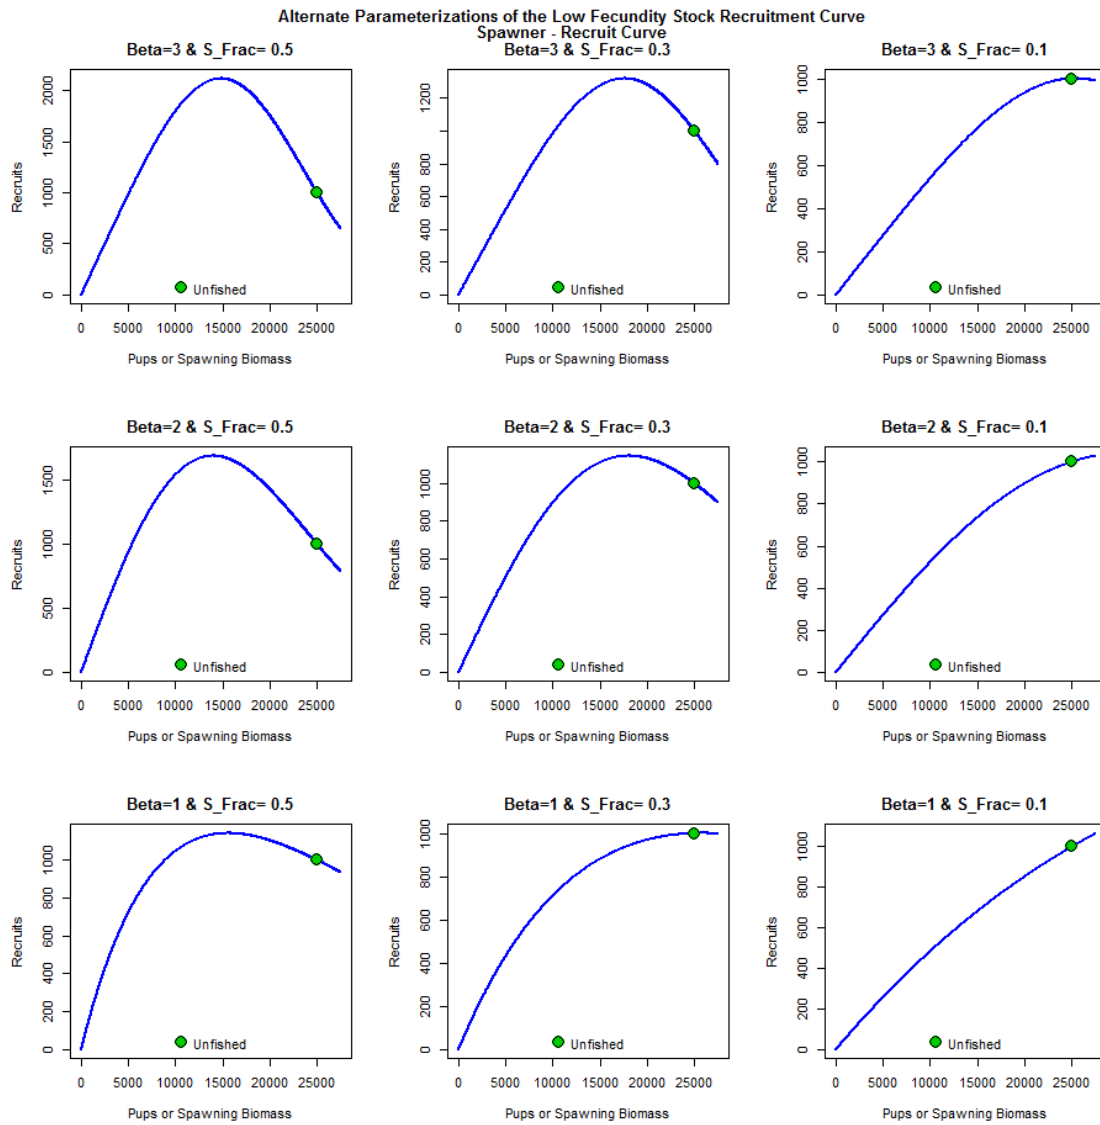 Alternate Parameterizations of the Low Fecundity Stock Recruitment Curve
Spawner - Recruit Curve
Beta=3 & S_Frac= 0.5
Recruits
2000
1500
1000
500
0
Unfished
0 5000 10000 15000 20000 25000
Pups or Spawning Biomass
Beta=3 & S_Frac= 0.3
Recruits
1200
800
600
400
200
0
Unfished
0 5000 10000 15000 20000 25000
Pups or Spawning Biomass
Beta=3 & S_Frac= 0.1
Recruits
1000
800
600
400
200
0
Unfished
0 5000 10000 15000 20000 25000
Pups or Spawning Biomass
Beta=2 & S_Frac= 0.5
Recruits
1500
1000
500
0
Unfished
0 5000 10000 15000 20000 25000
Pups or Spawning Biomass
Beta=2 & S_Frac= 0.3
Recruits
1000
800
600
400
200
0
Unfished
0 5000 10000 15000 20000 25000
Pups or Spawning Biomass
Beta=2 & S_Frac= 0.1
Recruits
1000
800
600
400
200
0
Unfished
0 5000 10000 15000 20000 25000
Pups or Spawning Biomass
Beta=1 & S_Frac= 0.5
Recruits
1000
800
600
400
200
0
Unfished
0 5000 10000 15000 20000 25000
Pups or Spawning Biomass
Beta=1 & S_Frac= 0.3
Recruits
1000
800
600
400
200
0
Unfished
0 5000 10000 15000 20000 25000
Pups or Spawning Biomass
Beta=1 & S_Frac= 0.1
Recruits
1000
800
600
400
200
0
Unfished
0 5000 10000 15000 20000 25000
Pups or Spawning Biomass